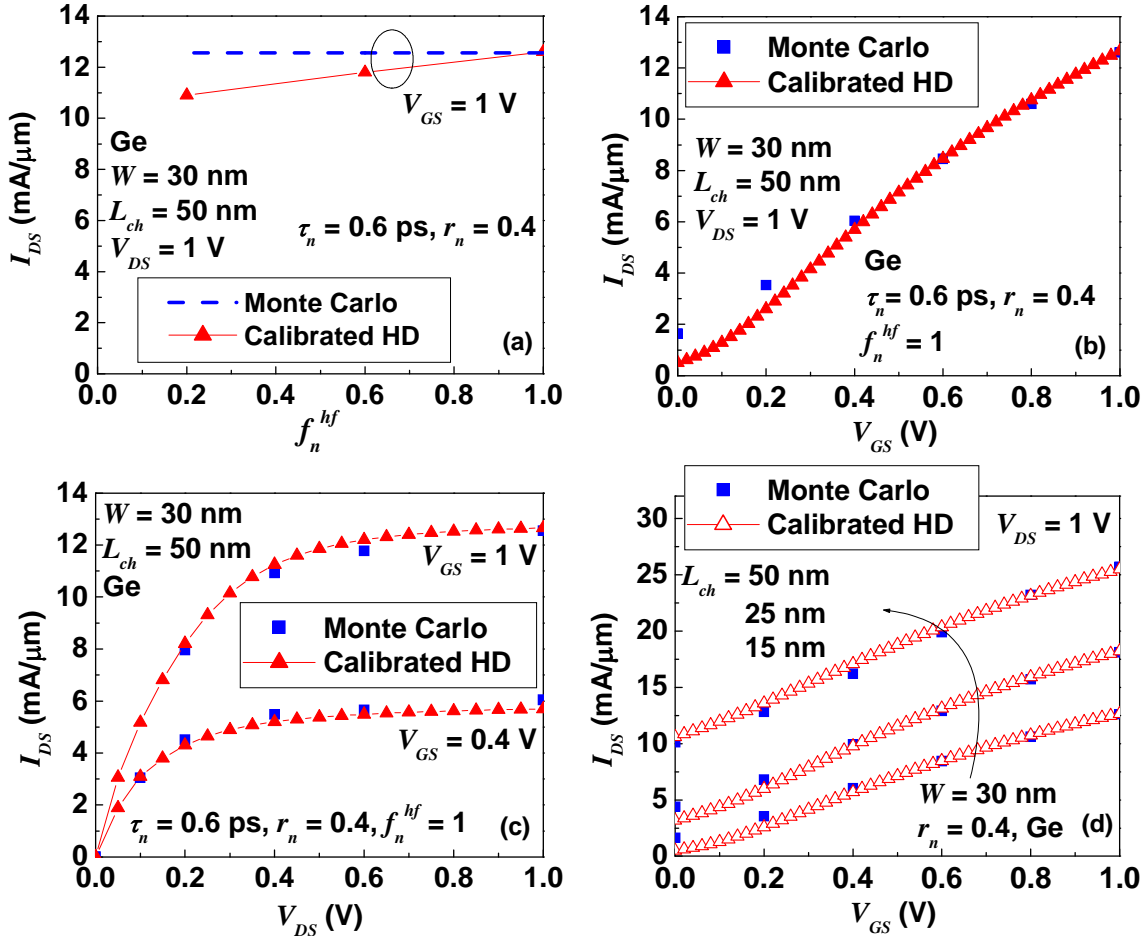 14
12
10
8
6
4
2
0
I_DS (mA/μm)
V_GS = 1 V
Ge
W = 30 nm
L_ch = 50 nm
V_DS = 1 V
τ_n = 0.6 ps, r_n = 0.4
Monte Carlo
Calibrated HD
(a)
0.0 0.2 0.4 0.6 0.8 1.0
f_n^hf
14
12
10
8
6
4
2
0
I_DS (mA/μm)
Monte Carlo
Calibrated HD
W = 30 nm
L_ch = 50 nm
V_DS = 1 V
Ge
τ_n = 0.6 ps, r_n = 0.4
f_n^hf = 1
(b)
0.0 0.2 0.4 0.6 0.8 1.0
V_GS (V)
14
12
10
8
6
4
2
0
I_DS (mA/μm)
W = 30 nm
L_ch = 50 nm
Ge
V_GS = 1 V
Monte Carlo
Calibrated HD
V_GS = 0.4 V
τ_n = 0.6 ps, r_n = 0.4, f_n^hf = 1
(c)
0.0 0.2 0.4 0.6 0.8 1.0
V_DS (V)
30
25
20
15
10
5
0
I_DS (mA/μm)
Monte Carlo
Calibrated HD
V_DS = 1 V
L_ch = 50 nm
25 nm
15 nm
W = 30 nm
r_n = 0.4, Ge
(d)
0.0 0.2 0.4 0.6 0.8 1.0
V_GS (V)